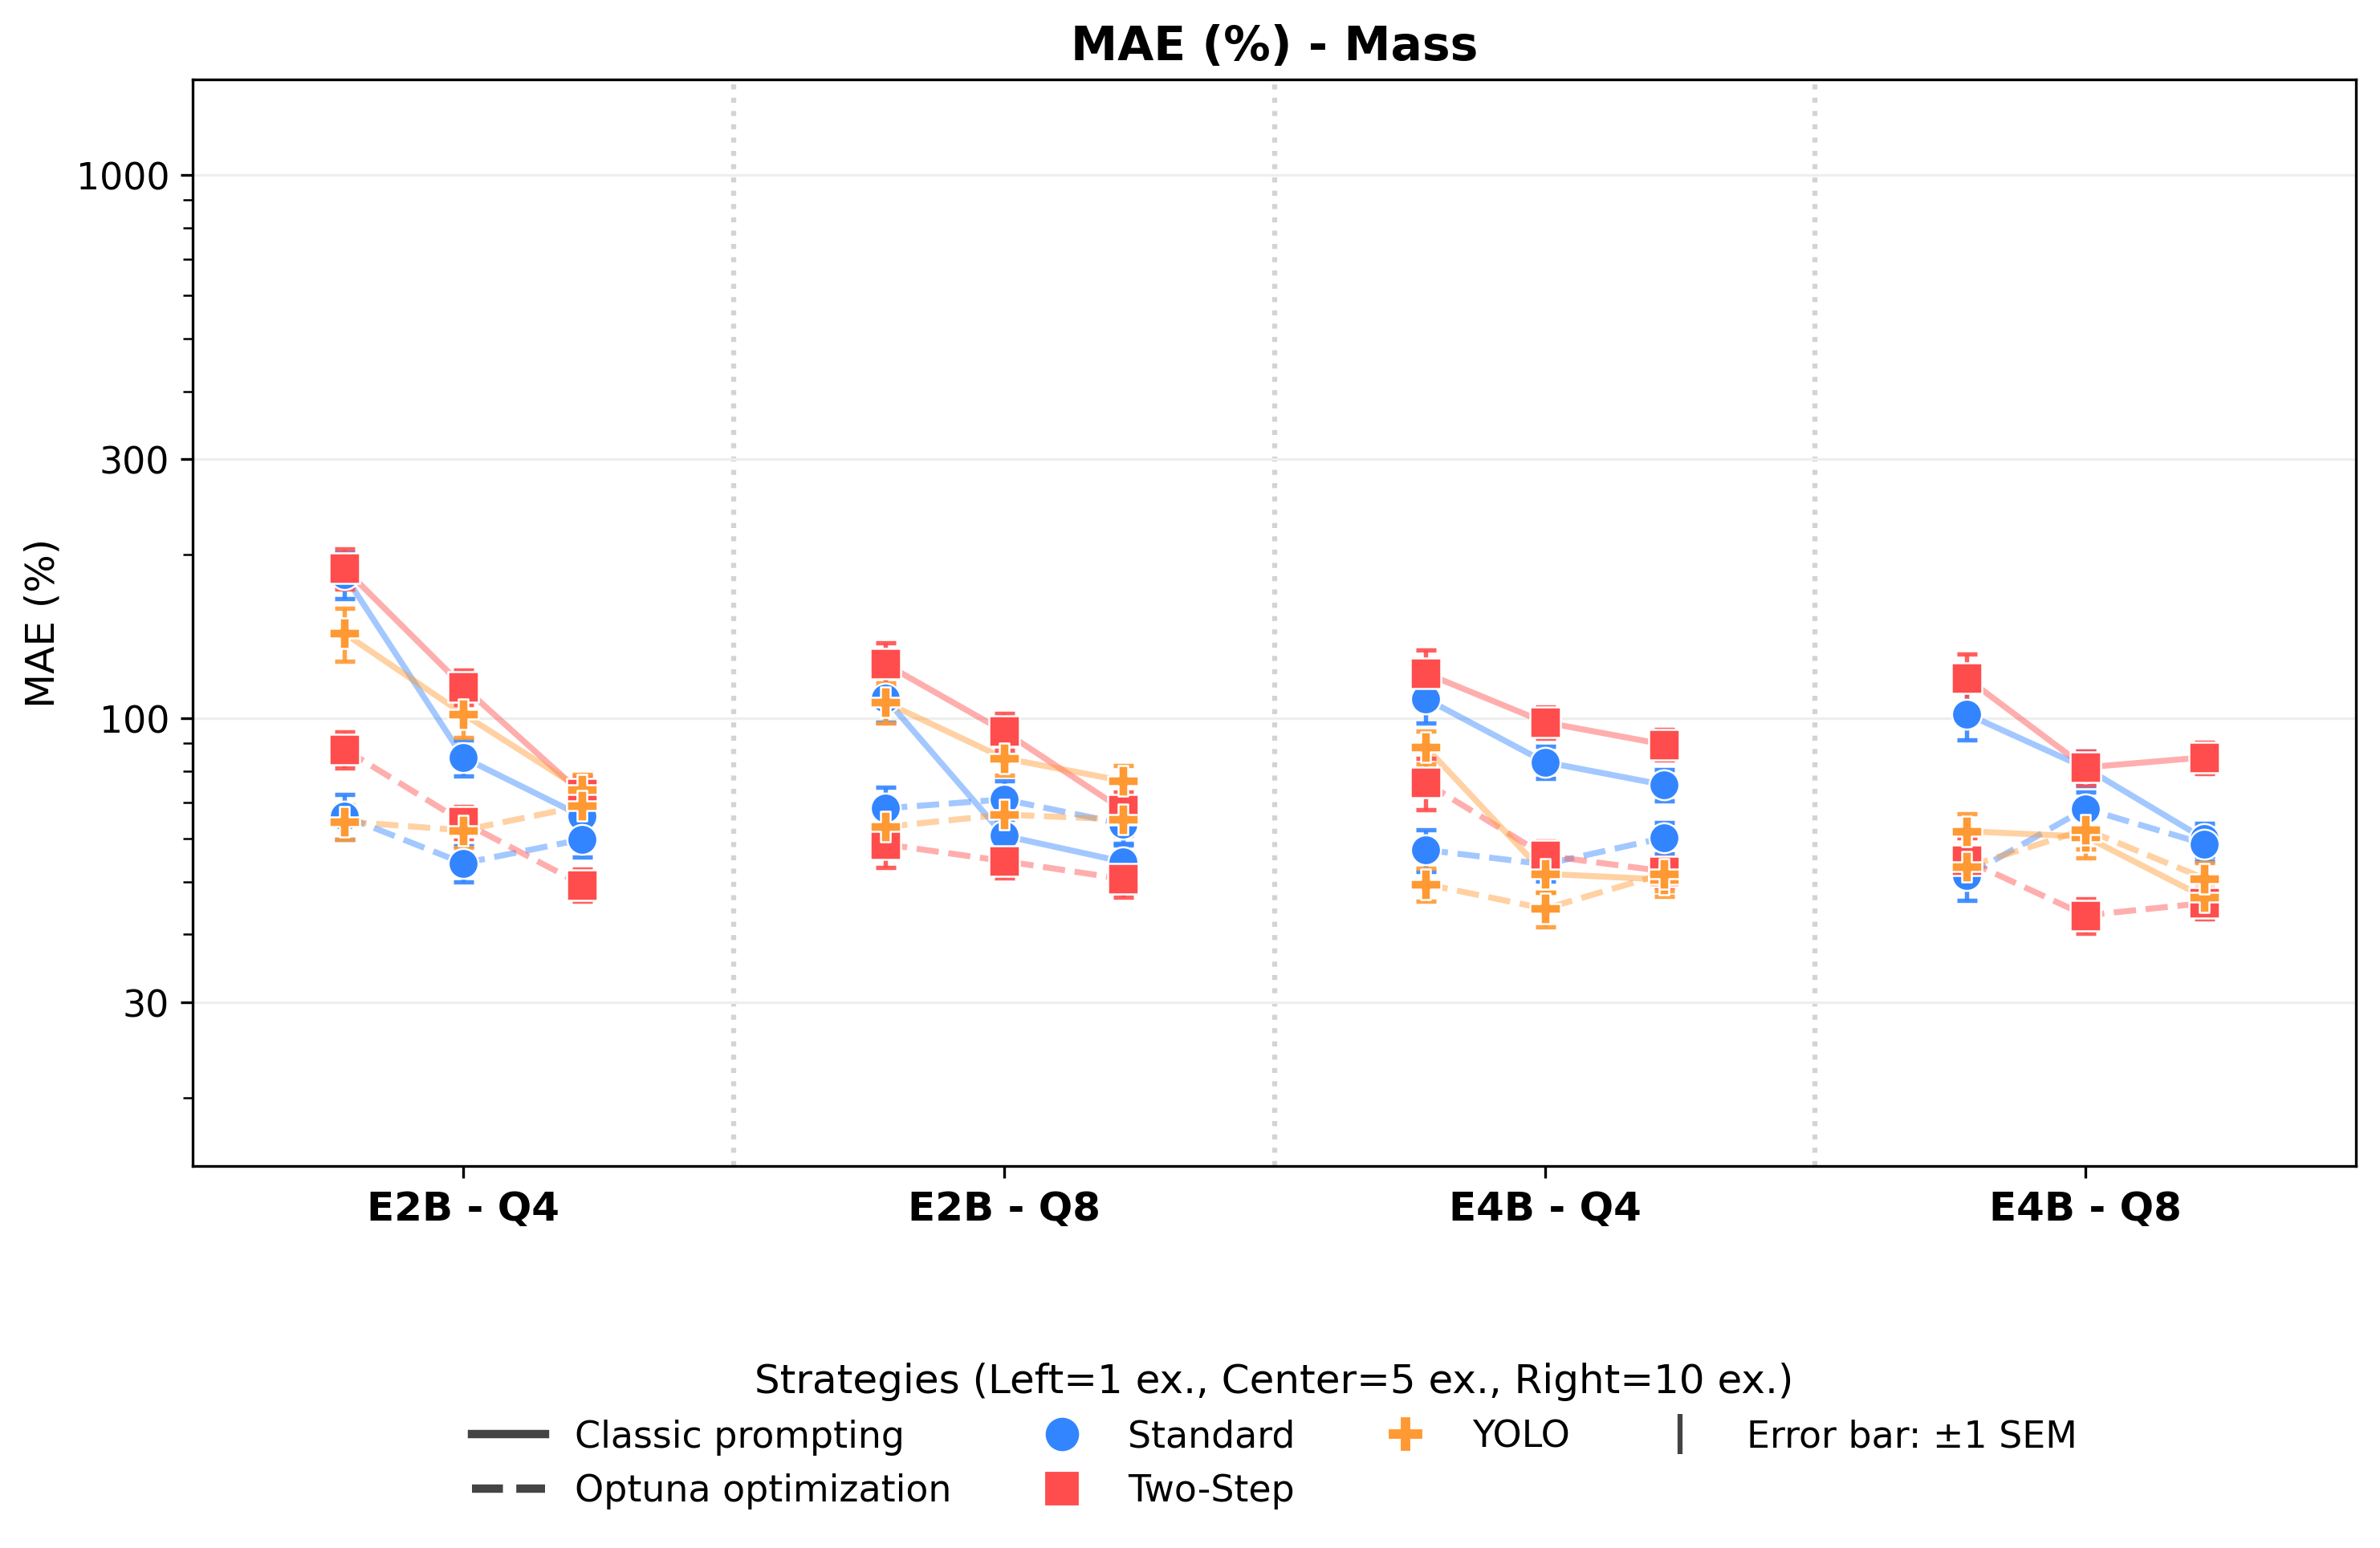 MAE (%) - Mass
MAE (%)
1000
300
100
30
E2B - Q4
E2B - Q8
E4B - Q4
E4B - Q8
Strategies (Left=1 ex., Center=5 ex., Right=10 ex.)
Classic prompting
Optuna optimization
Standard
Two-Step
YOLO
Error bar: ±1 SEM